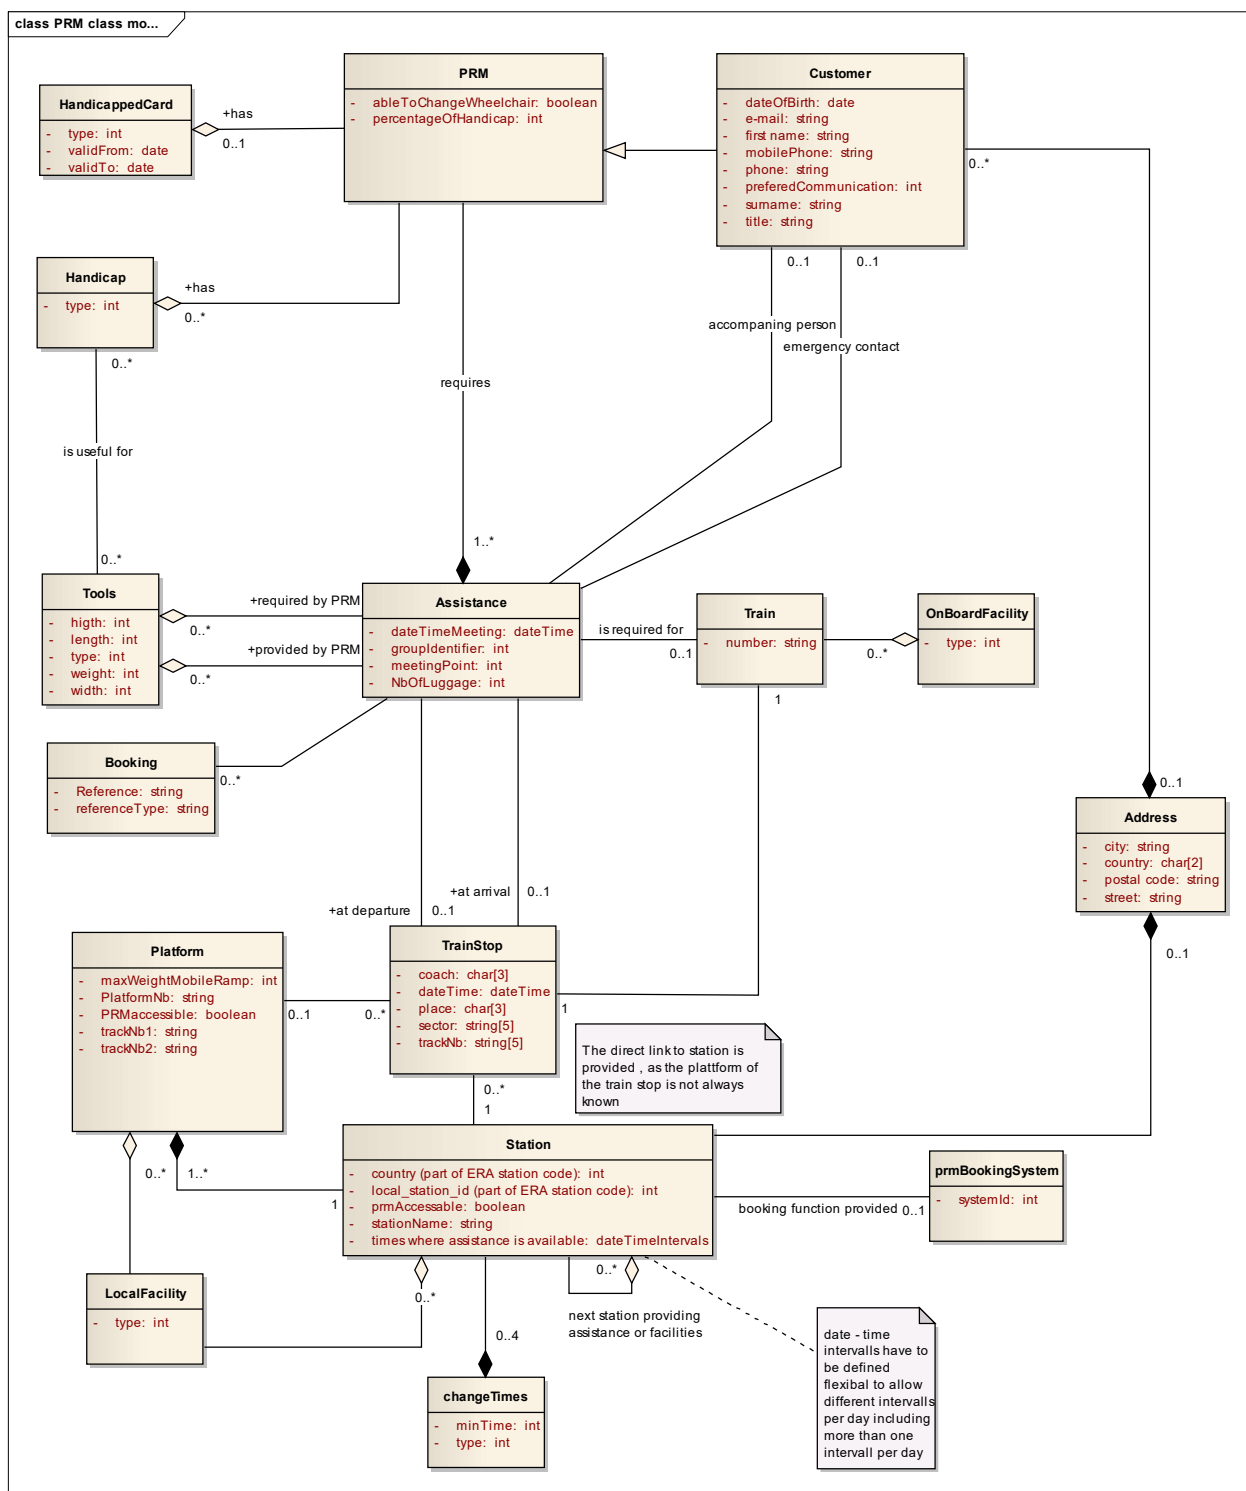 class PRM class mo...
PRM
- ableToChangeWheelchair: boolean
- percentageOfHandicap: int
Customer
- dateOfBirth: date
- e-mail: string
- first name: string
- mobilePhone: string
- phone: string
- preferedCommunication: int
- surname: string
- title: string
HandicappedCard
- type: int
- validFrom: date
- validTo: date
+has
0..1
0..*
Handicap
- type: int
+has
0..*
0..*
0..1
0..1
accompaning person
emergency contact
requires
is useful for
1..*
0..*
Tools
- higth: int
- length: int
- type: int
- weight: int
- width: int
+required by PRM
0..*
+provided by PRM
0..*
Assistance
- dateTimeMeeting: dateTime
- groupIdentifier: int
- meetingPoint: int
- NbOfLuggage: int
is required for
0..1
Train
- number: string
0..*
OnBoardFacility
- type: int
1
Booking
- Reference: string
- referenceType: string
0..*
0..1
Address
- city: string
- country: char[2]
- postal code: string
- street: string
0..1
+at arrival
0..1
+at departure
0..1
Platform
- maxWeightMobileRamp: int
- PlatformNb: string
- PRMaccessible: boolean
- trackNb1: string
- trackNb2: string
0..1
0..*
TrainStop
- coach: char[3]
- dateTime: dateTime
- place: char[3]
- sector: string[5]
- trackNb: string[5]
1
The direct link to station is
provided , as the plattform of
the train stop is not always
known
0..*
1
Station
- country (part of ERA station code): int
- local_station_id (part of ERA station code): int
- prmAccessable: boolean
- stationName: string
- times where assistance is available: dateTimeIntervals
0..*
1..*
1
prmBookingSystem
- systemId: int
booking function provided
0..1
LocalFacility
- type: int
0..*
0..*
next station providing
assistance or facilities
0..4
changeTimes
- minTime: int
- type: int
date - time
intervalls have to
be defined
flexibal to allow
different intervalls
per day including
more than one
intervall per day